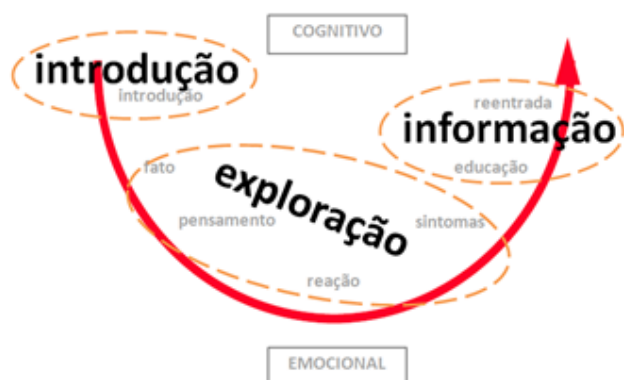 COGNITIVO
introdução
introdução
reentrada
informação
educação
fato
exploração
pensamento
sintomas
reação
EMOCIONAL